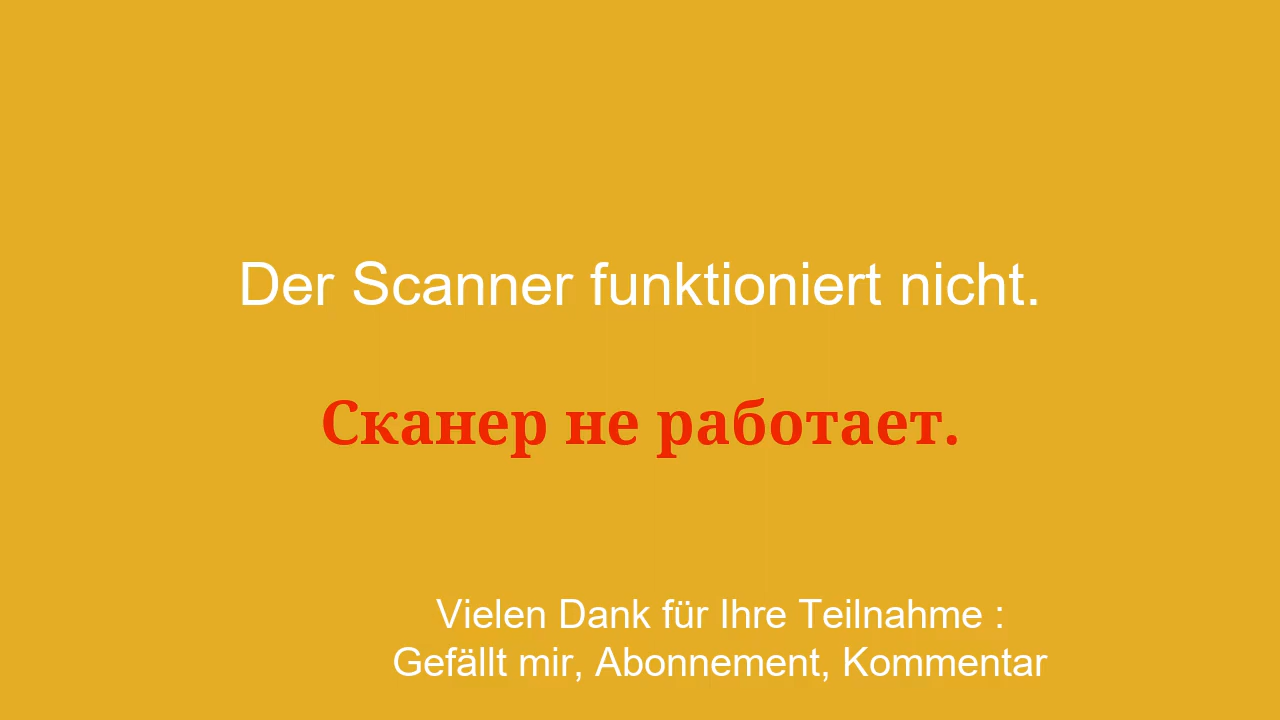 Der Scanner funktioniert nicht.
Сканер не работает.
Vielen Dank für Ihre Teilnahme :
Gefällt mir, Abonnement, Kommentar